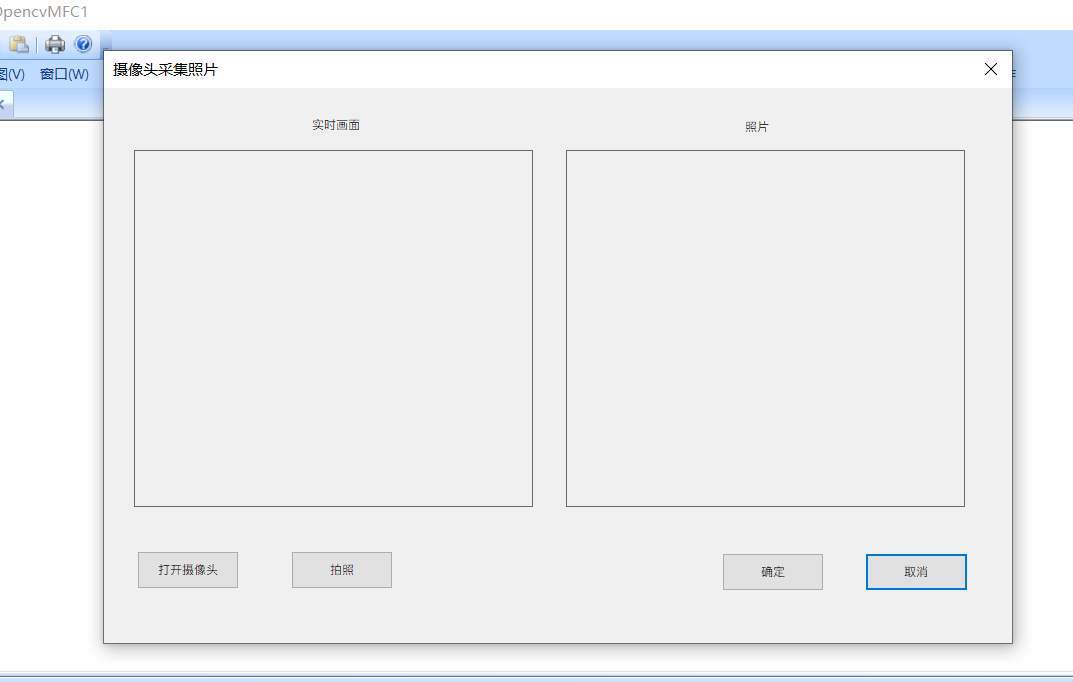 OpencvMFC1
图(V) 窗口(W)
摄像头采集照片
实时画面
照片
打开摄像头
拍照
确定
取消